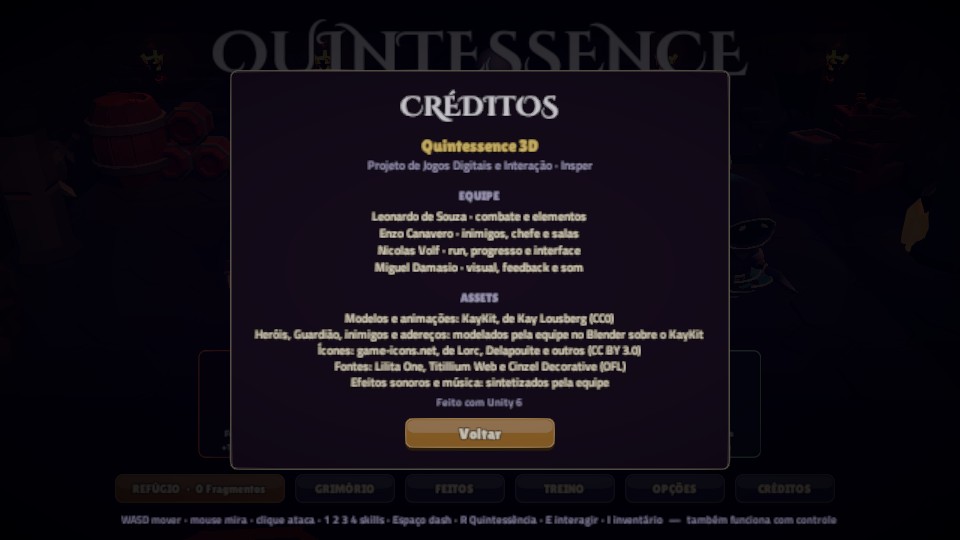 QUINTESSENCE
CRÉDITOS
Quintessence 3D
Projeto de Jogos Digitais e Interação · Insper
EQUIPE
Leonardo de Souza · combate e elementos
Enzo Canavero · inimigos, chefe e salas
Nicolas Volf · run, progresso e interface
Miguel Damasio · visual, feedback e som
ASSETS
Modelos e animações: KayKit, de Kay Lousberg (CC0)
Heróis, Guardião, inimigos e adereços: modelados pela equipe no Blender sobre o KayKit
Ícones: game-icons.net, de Lorc, Delapouite e outros (CC BY 3.0)
Fontes: Lilita One, Titillium Web e Cinzel Decorative (OFL)
Efeitos sonoros e música: sintetizados pela equipe
Feito com Unity 6
Voltar
REFÚGIO · 0 Fragmentos GRIMÓRIO FEITOS TREINO OPÇÕES CRÉDITOS
WASD mover · mouse mira · clique ataca · 1 2 3 4 skills · Espaço dash · R Quintessência · E interagir · I inventário — também funciona com controle